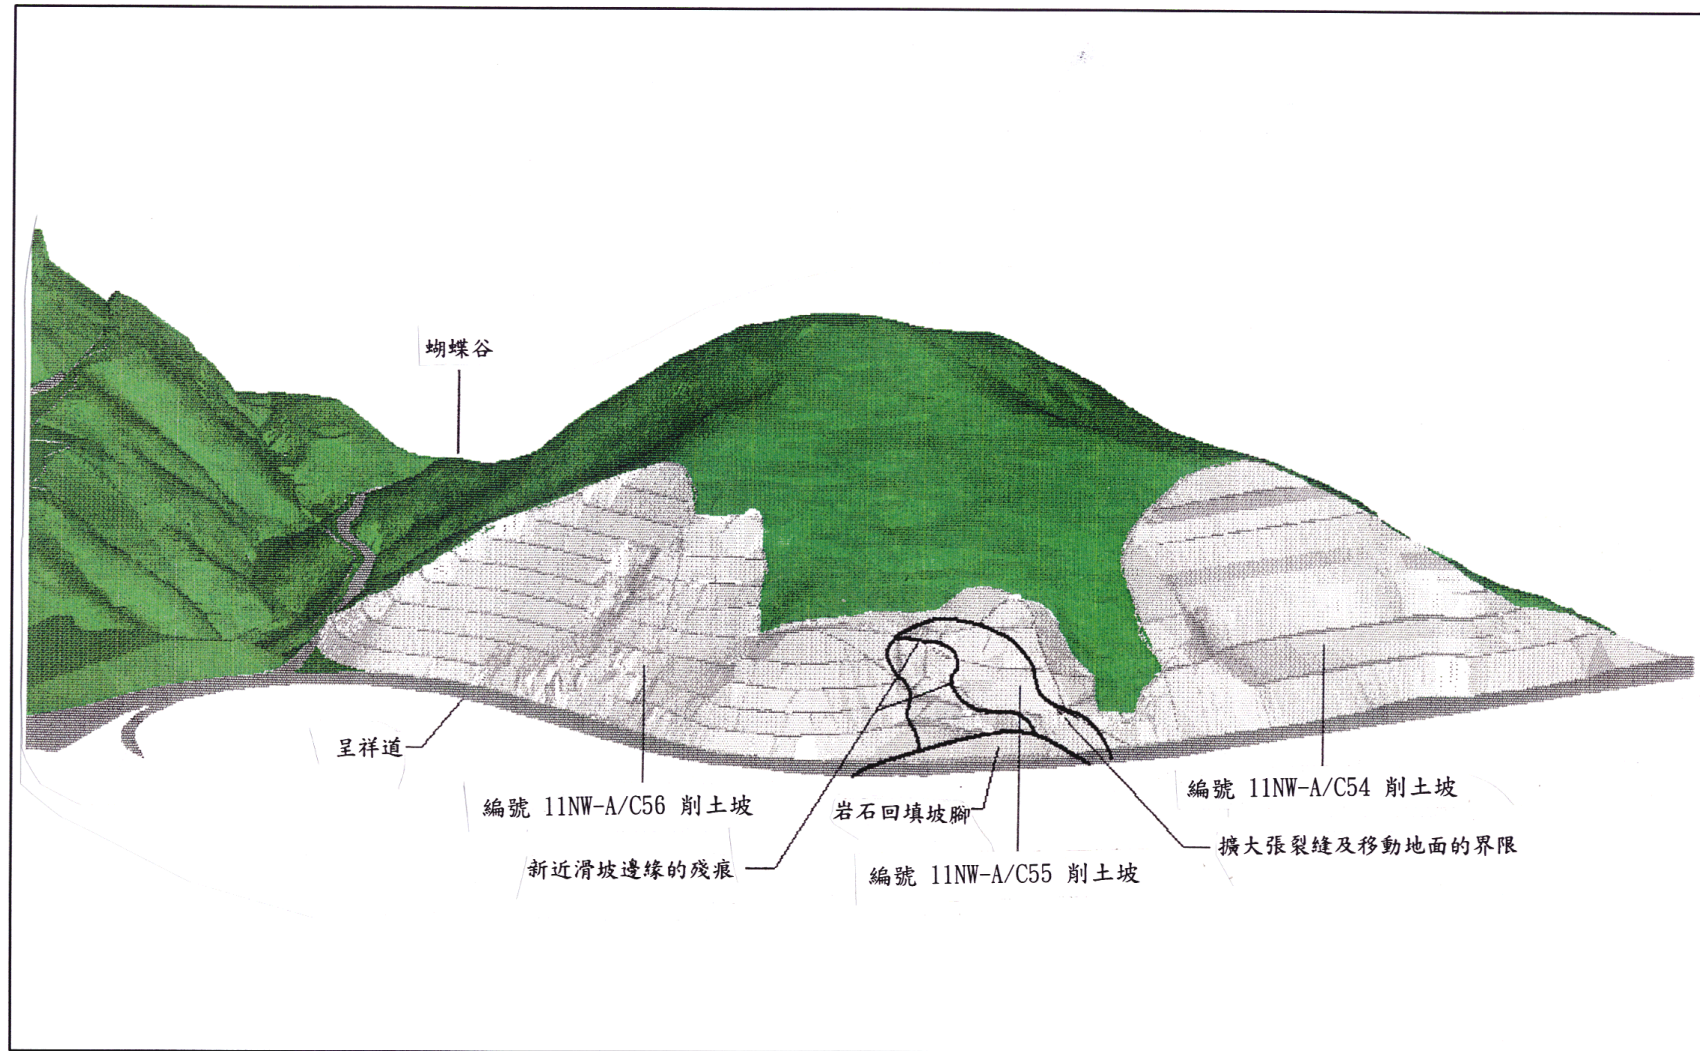 蝴蝶谷
呈祥道
編號 11NW-A/C56 削土坡
岩石回填坡腳
編號 11NW-A/C54 削土坡
新近滑坡邊緣的殘痕
編號 11NW-A/C55 削土坡
擴大張裂縫及移動地面的界限